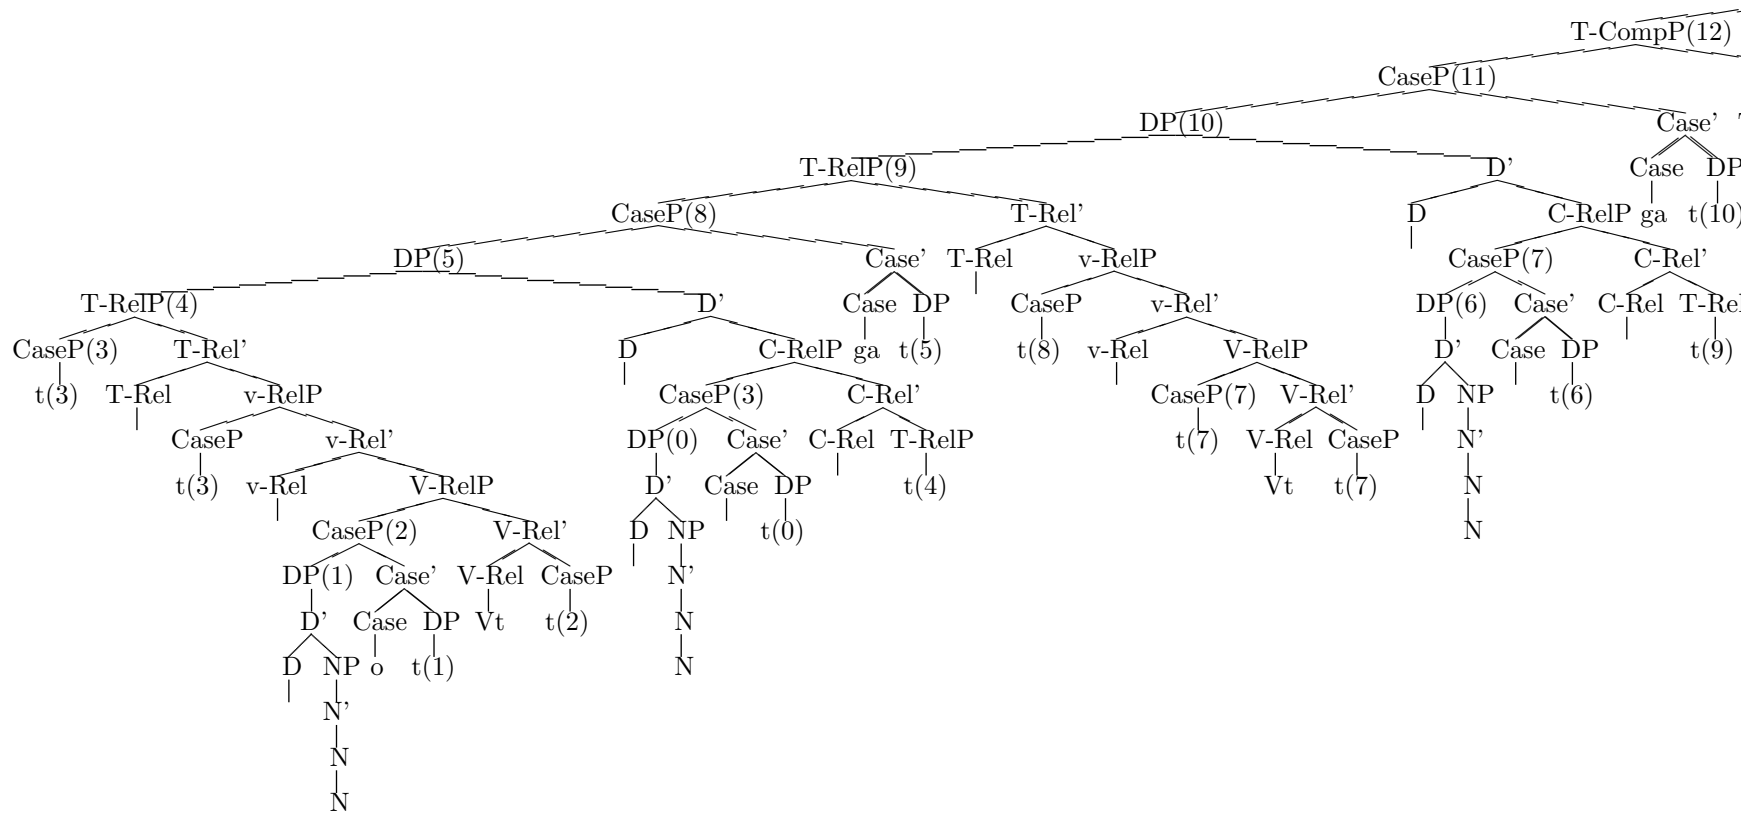 T-CompP(12)
CaseP(11)
DP(10) Case’
T-RelP(9) D’ Case DP
CaseP(8) T-Rel’ D C-RelP ga t(10)
DP(5) Case’ T-Rel v-RelP CaseP(7) C-Rel’
T-RelP(4) D’ Case DP CaseP v-Rel’ DP(6) Case’ C-Rel T-Rel
CaseP(3) T-Rel’ D C-RelP ga t(5) t(8) v-Rel V-RelP D’ Case DP t(9)
t(3) T-Rel v-RelP CaseP(3) C-Rel’ CaseP(7) V-Rel’ D NP t(6)
CaseP v-Rel’ DP(0) Case’ C-Rel T-RelP t(7) V-Rel CaseP N’
t(3) v-Rel V-RelP D’ Case DP t(4) Vt t(7) N
CaseP(2) V-Rel’ D NP t(0) N
DP(1) Case’ V-Rel CaseP N’
D’ Case DP Vt t(2) N
D NP o t(1) N
N’
N
N